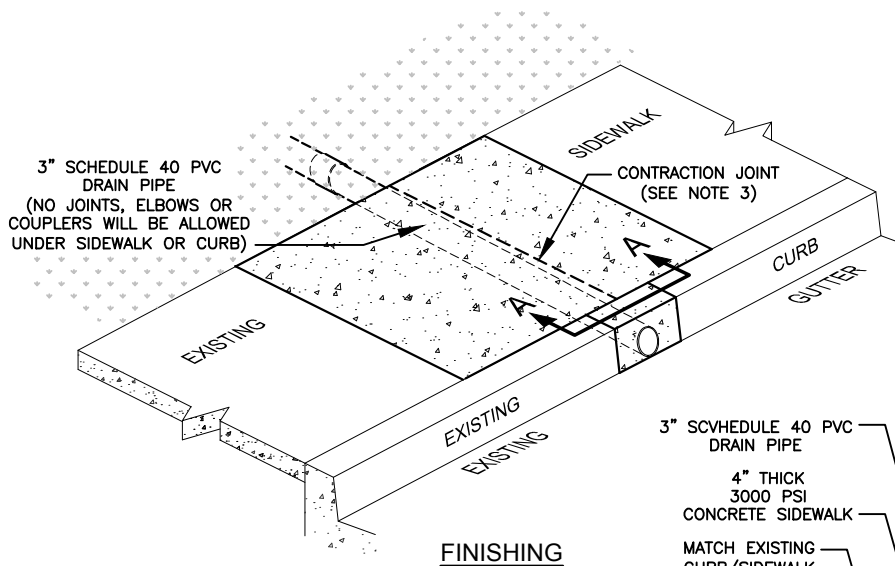 SIDEWALK
3" SCHEDULE 40 PVC
DRAIN PIPE
(NO JOINTS, ELBOWS OR
COUPLERS WILL BE ALLOWED
UNDER SIDEWALK OR CURB)
CONTRACTION JOINT
(SEE NOTE 3)
A
A
CURB
GUTTER
EXISTING
EXISTING
EXISTING
3" SCVHEDULE 40 PVC
DRAIN PIPE
4" THICK
3000 PSI
CONCRETE SIDEWALK
MATCH EXISTING
CURB/SIDEWALK
FINISHING